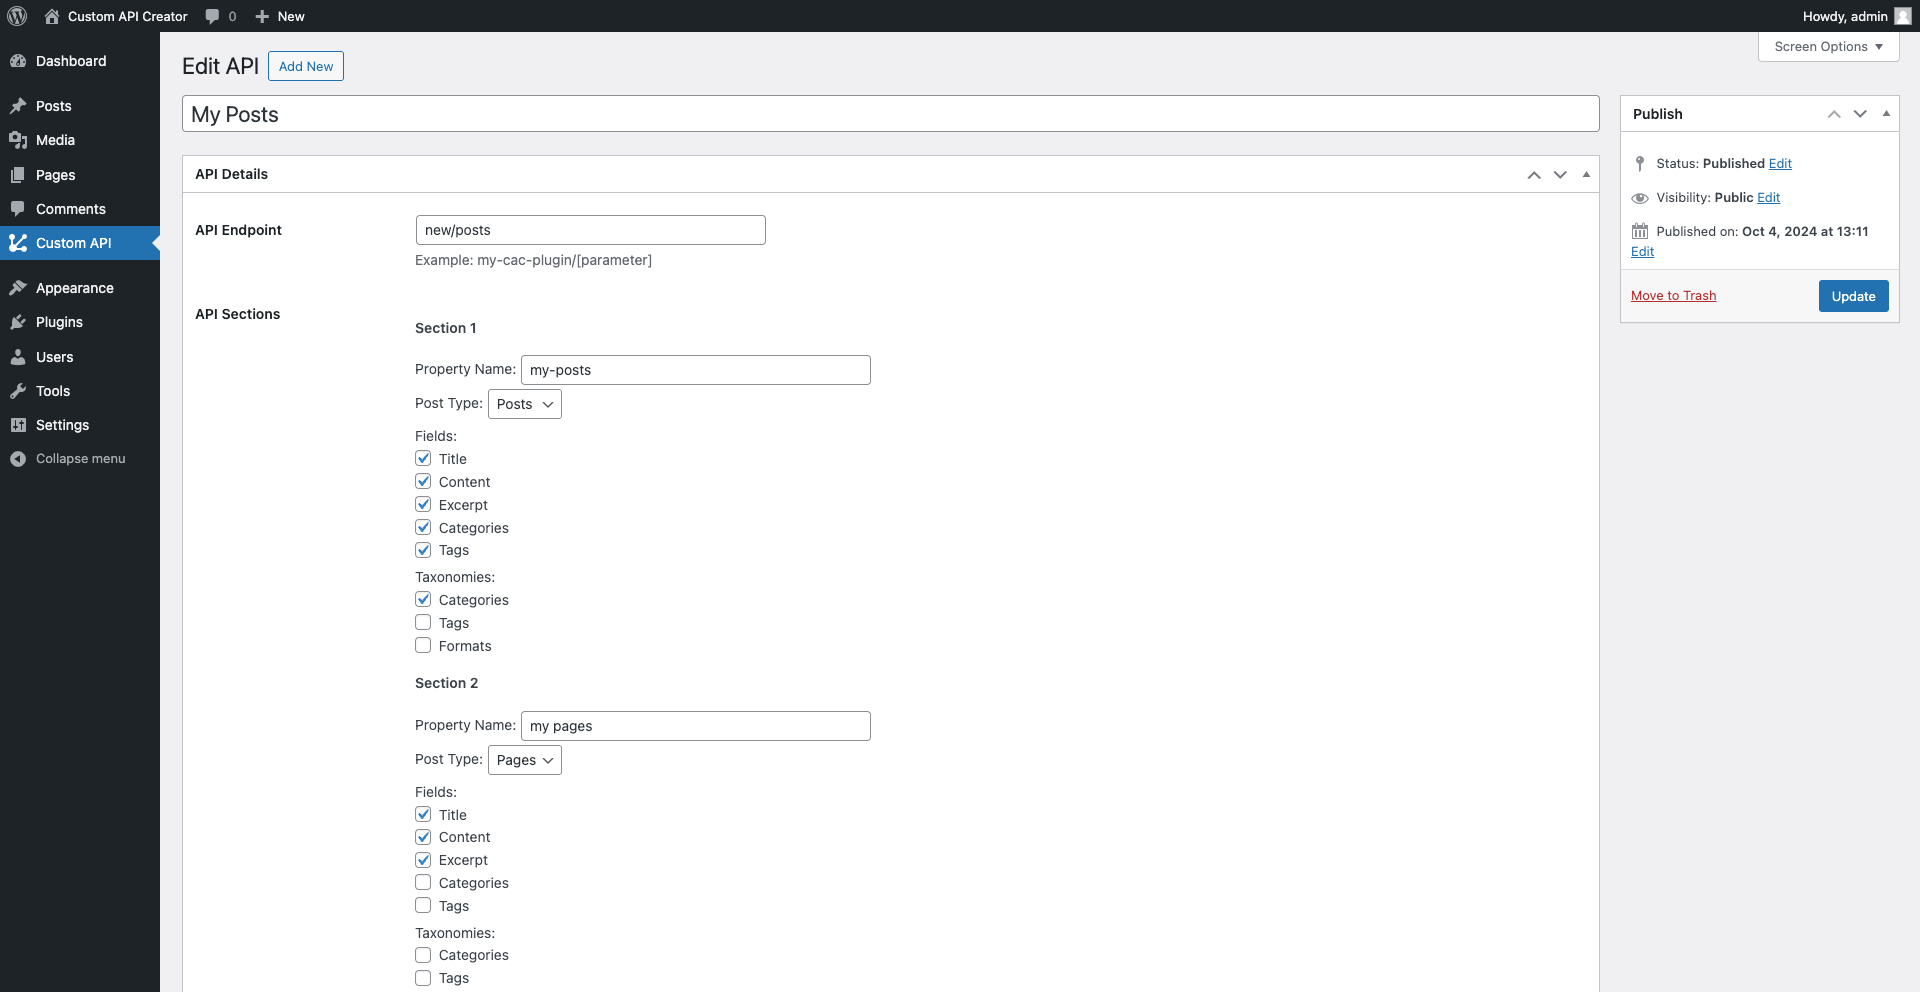 Custom API Creator
0
New
Howdy, admin
Screen Options
Dashboard
Posts
Media
Pages
Comments
Custom API
Appearance
Plugins
Users
Tools
Settings
Collapse menu
Edit API
Add New
My Posts
API Details
API Endpoint
new/posts
Example: my-cac-plugin/[parameter]
API Sections
Section 1
Property Name: my-posts
Post Type: Posts
Fields:
Title
Content
Excerpt
Categories
Tags
Taxonomies:
Categories
Tags
Formats
Section 2
Property Name: my pages
Post Type: Pages
Fields:
Title
Content
Excerpt
Categories
Tags
Taxonomies:
Categories
Tags
Publish
Status: Published Edit
Visibility: Public Edit
Published on: Oct 4, 2024 at 13:11
Edit
Move to Trash
Update